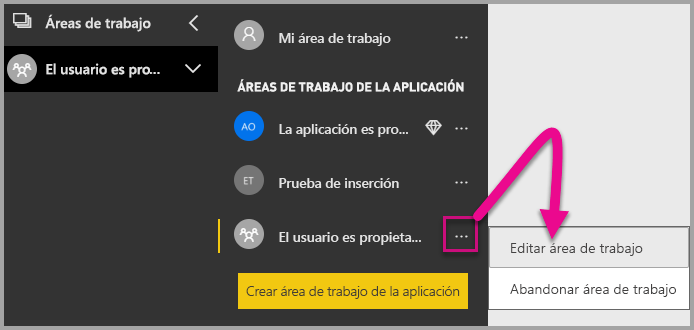 Áreas de trabajo
El usuario es pro...
Mi área de trabajo
ÁREAS DE TRABAJO DE LA APLICACIÓN
AO La aplicación es pro...
ET Prueba de inserción
El usuario es propieta...
Crear área de trabajo de la aplicación
Editar área de trabajo
Abandonar área de trabajo